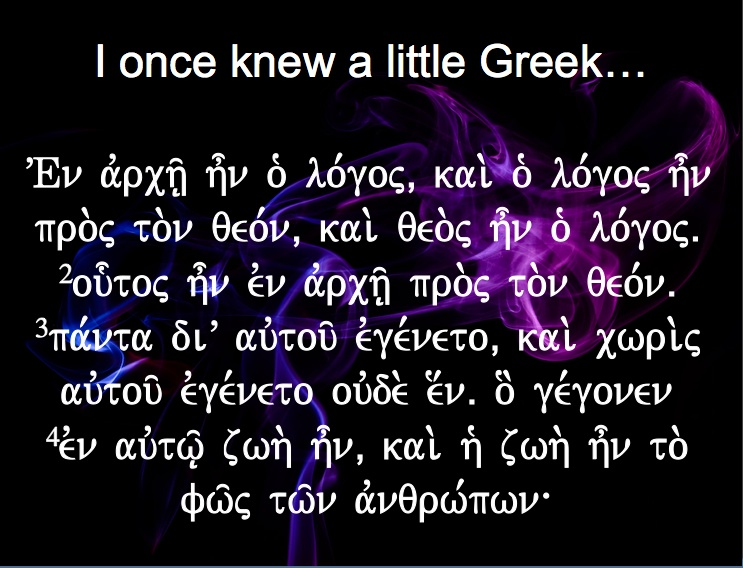 I once knew a little Greek…
Ἐν ἀρχῇ ἦν ὁ λόγος, καὶ ὁ λόγος ἦν
πρὸς τὸν θεόν, καὶ θεὸς ἦν ὁ λόγος.
²οὗτος ἦν ἐν ἀρχῇ πρὸς τὸν θεόν.
³πάντα δι’ αὐτοῦ ἐγένετο, καὶ χωρὶς
αὐτοῦ ἐγένετο οὐδὲ ἕν. ὃ γέγονεν
⁴ἐν αὐτῷ ζωὴ ἦν, καὶ ἡ ζωὴ ἦν τὸ
φῶς τῶν ἀνθρώπων·